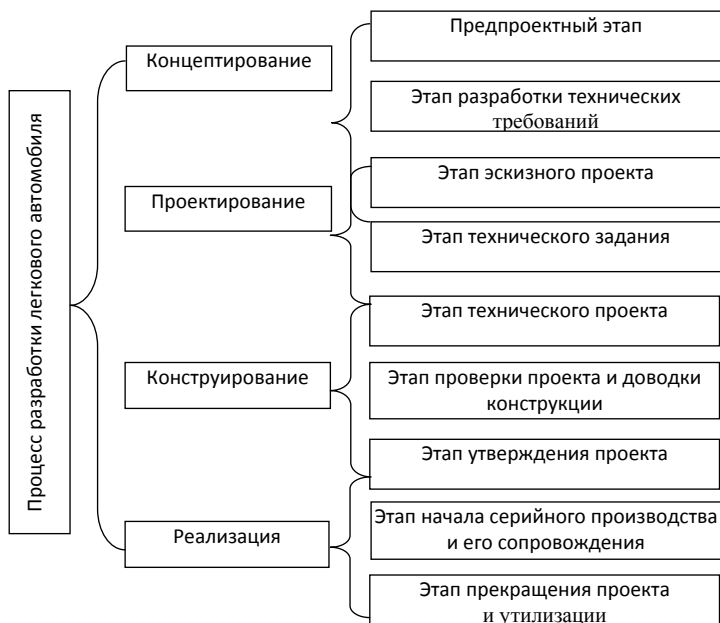 Процесс разработки легкового автомобиля
Концептирование
Проектирование
Конструирование
Реализация
Предпроектный этап
Этап разработки технических
требований
Этап эскизного проекта
Этап технического задания
Этап технического проекта
Этап проверки проекта и доводки
конструкции
Этап утверждения проекта
Этап начала серийного производства
и его сопровождения
Этап прекращения проекта
и утилизации